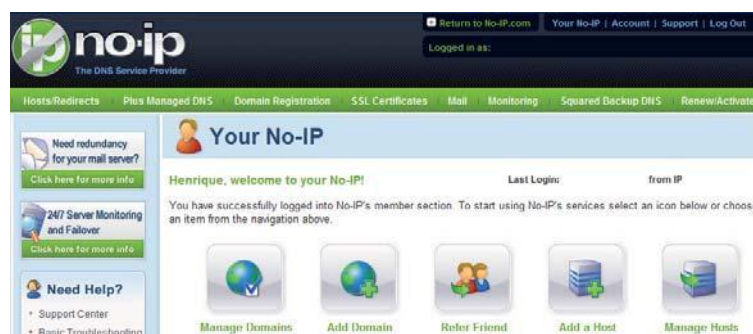 no-ip
The DNS Service Provider
Return to No-IP.com
Your No-IP | Account | Support | Log Out
Logged in as:
Hosts/Redirects Plus Managed DNS Domain Registration SSL Certificates Mail Monitoring Squared Backup DNS Renew/Activate
Need redundancy
for your mail server?
Click here for more info
24/7 Server Monitoring
and Failover
Click here for more info
Need Help?
Support Center
Basic Troubleshooting
Your No-IP
Henrique, welcome to your No-IP! Last Login: from IP
You have successfully logged into No-IP's member section. To start using No-IP's services select an icon below or choos
an item from the navigation above.
Manage Domains Add Domain Refer Friend Add a Host Manage Hosts